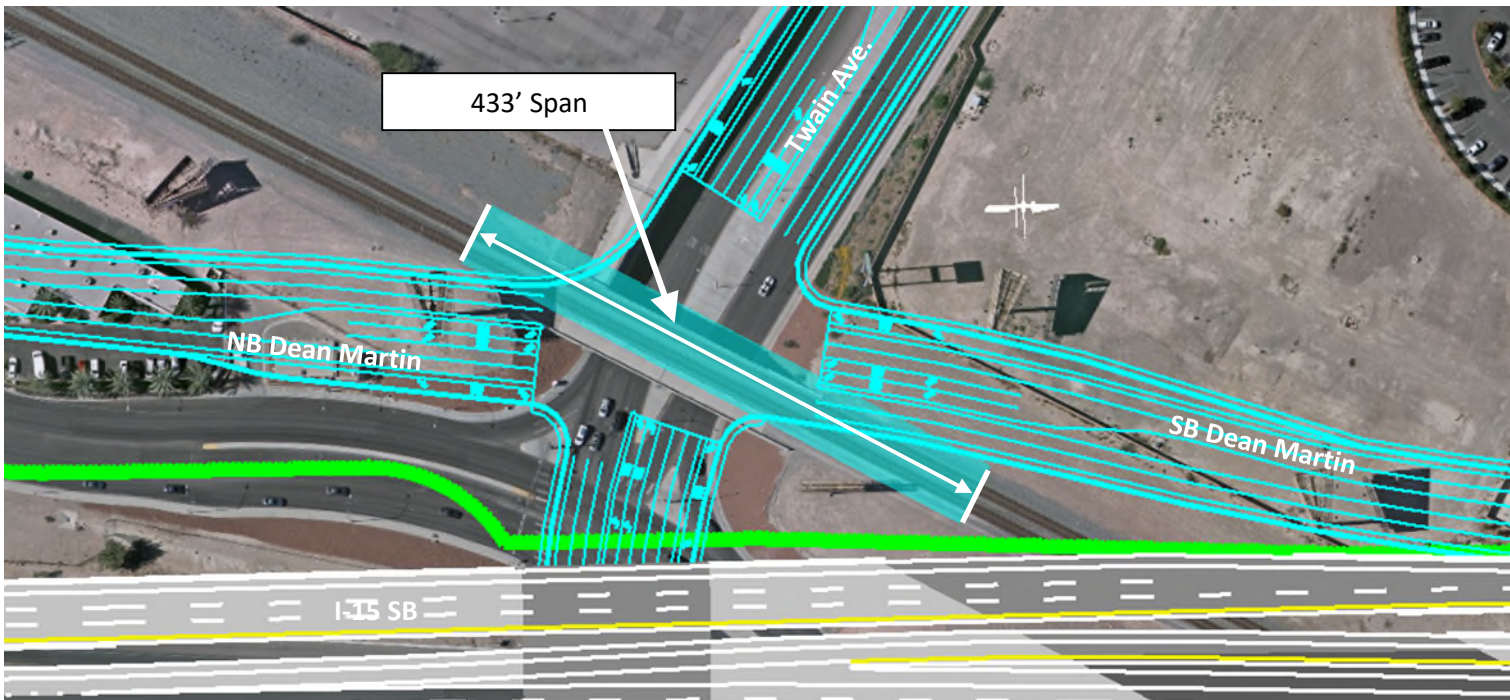 433’ Span
Twain Ave.
NB Dean Martin
SB Dean Martin
I-15 SB